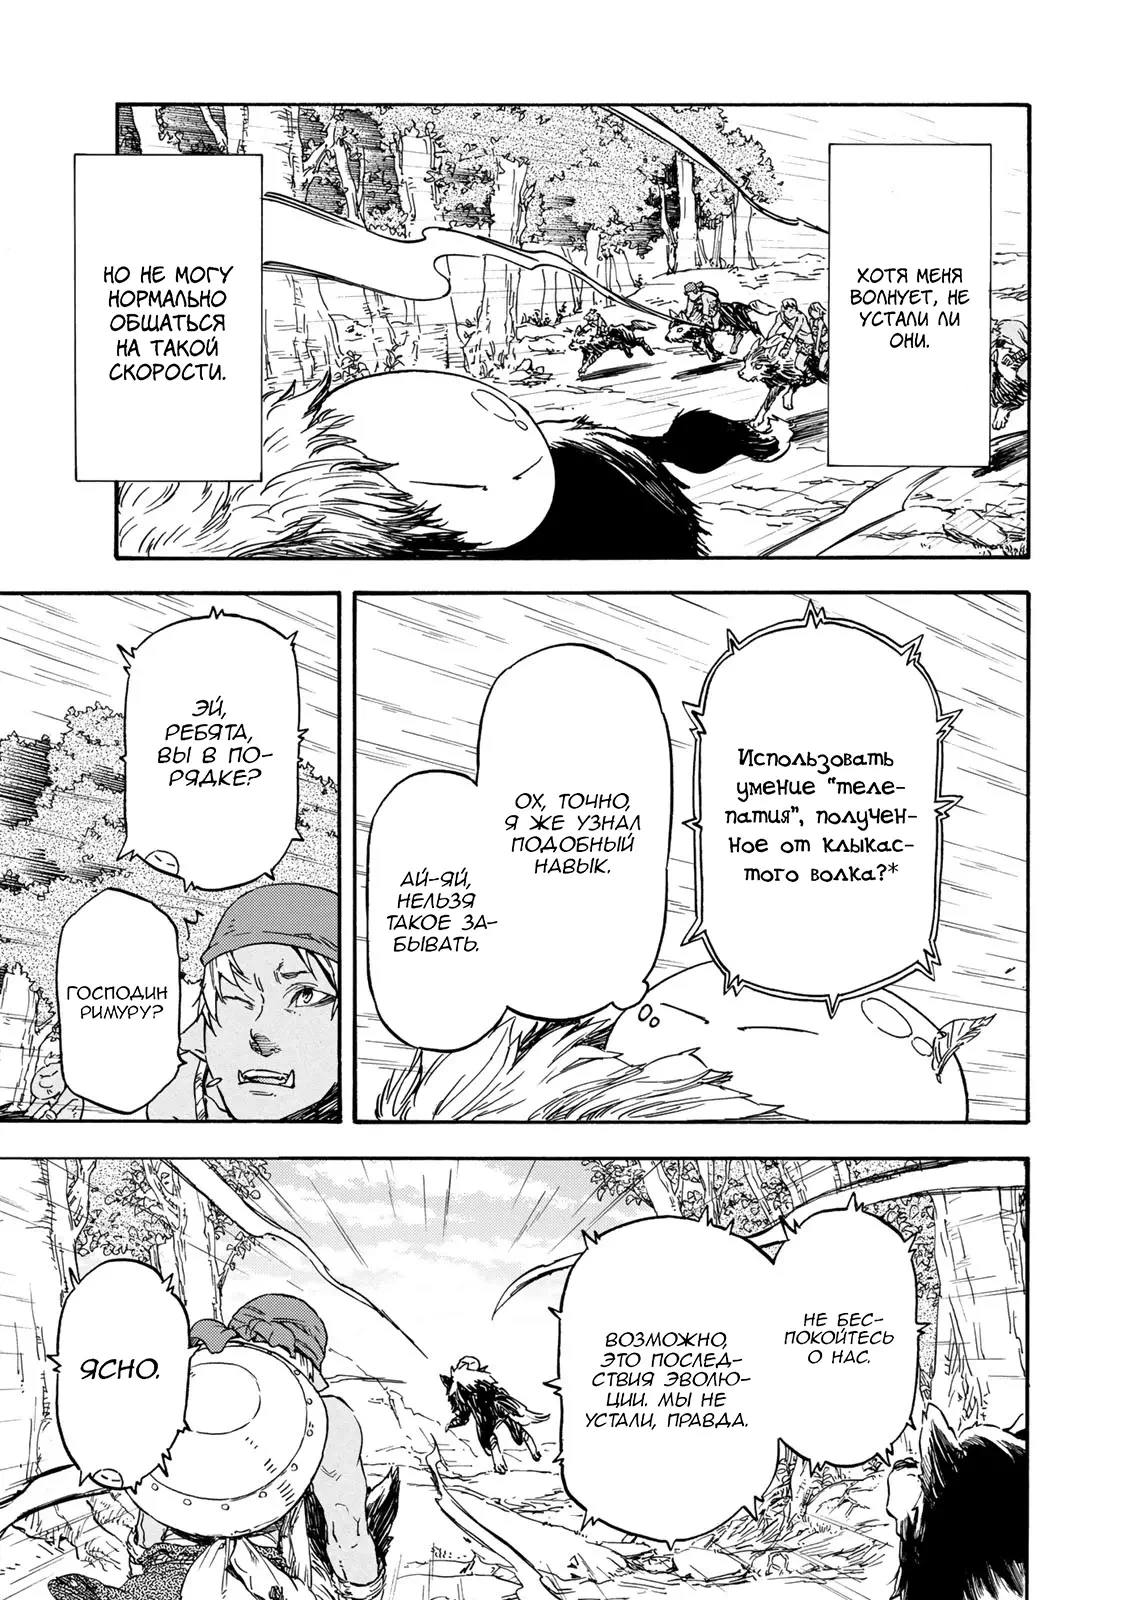 ХОТЯ МЕНЯ
ВОЛНУЕТ, НЕ
УСТАЛИ ЛИ
ОНИ.
НО НЕ МОГУ
НОРМАЛЬНО
ОБЩАТЬСЯ
НА ТАКОЙ
СКОРОСТИ.
Использовать
умение "теле-
патия", получен-
ное от клыкас-
того волка?*
ОХ, ТОЧНО,
Я ЖЕ УЗНАЛ
ПОДОБНЫЙ
НАВЫК.
АЙ-ЯЙ,
НЕЛЬЗЯ
ТАКОЕ ЗА-
БЫВАТЬ.
ЭЙ,
РЕБЯТА,
ВЫ В ПО-
РЯДКЕ?
ГОСПОДИН
РИМУРУ?
НЕ БЕС-
ПОКОЙТЕСЬ
О НАС.
ВОЗМОЖНО,
ЭТО ПОСЛЕД-
СТВИЯ ЭВОЛЮ-
ЦИИ. МЫ НЕ
УСТАЛИ, ПРАВДА.
ЯСНО.